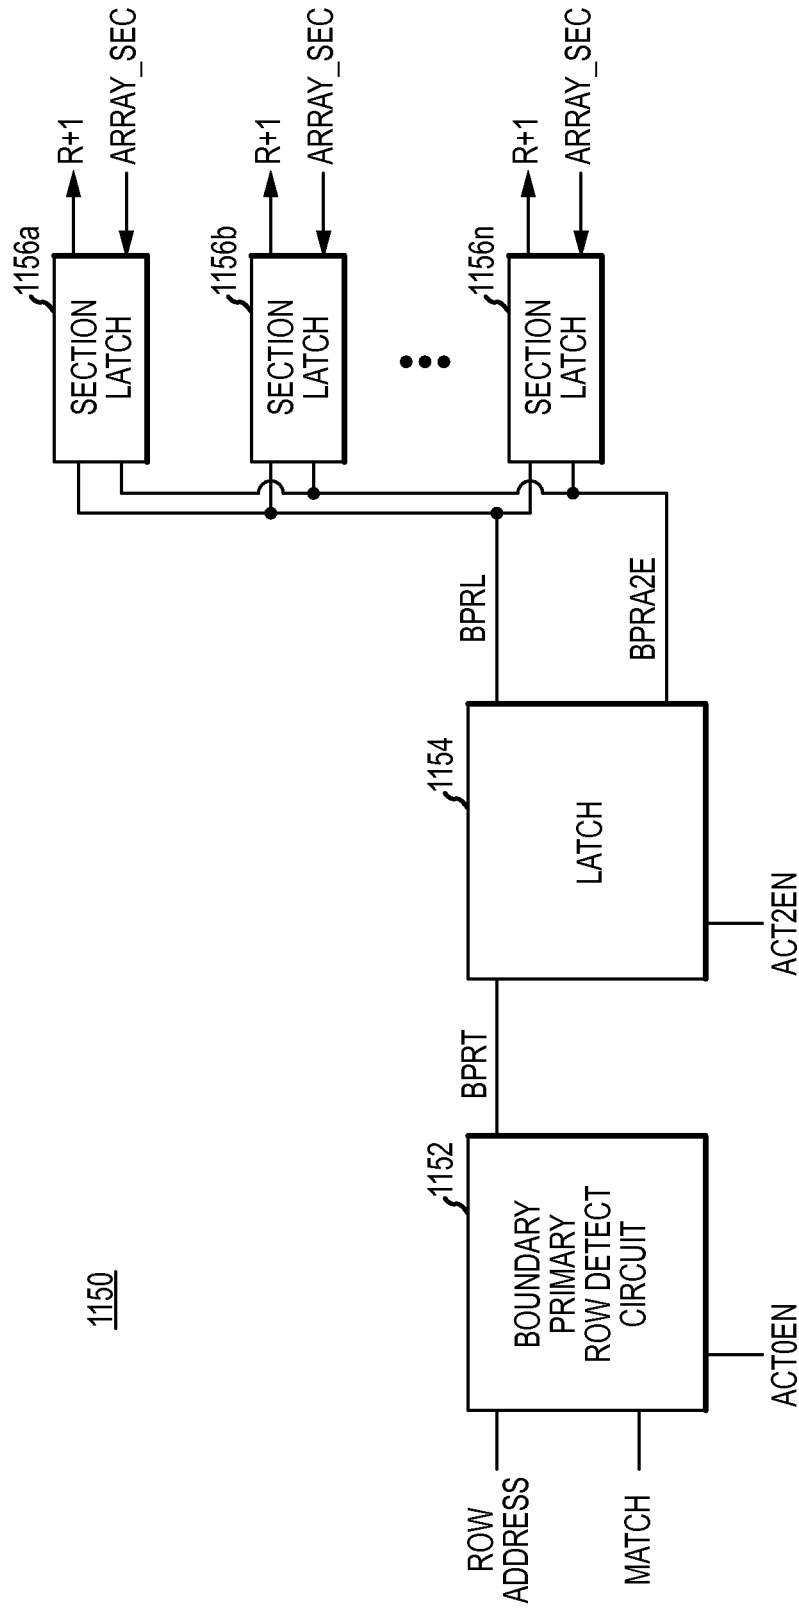 1150
ROW
ADDRESS
MATCH
ACT0EN
1152
BOUNDARY
PRIMARY
ROW DETECT
CIRCUIT
BPRT
1154
LATCH
ACT2EN
BPRL
BPRA2E
1156a
SECTION
LATCH
R+1
ARRAY_SEC
1156b
SECTION
LATCH
R+1
ARRAY_SEC
1156n
SECTION
LATCH
R+1
ARRAY_SEC